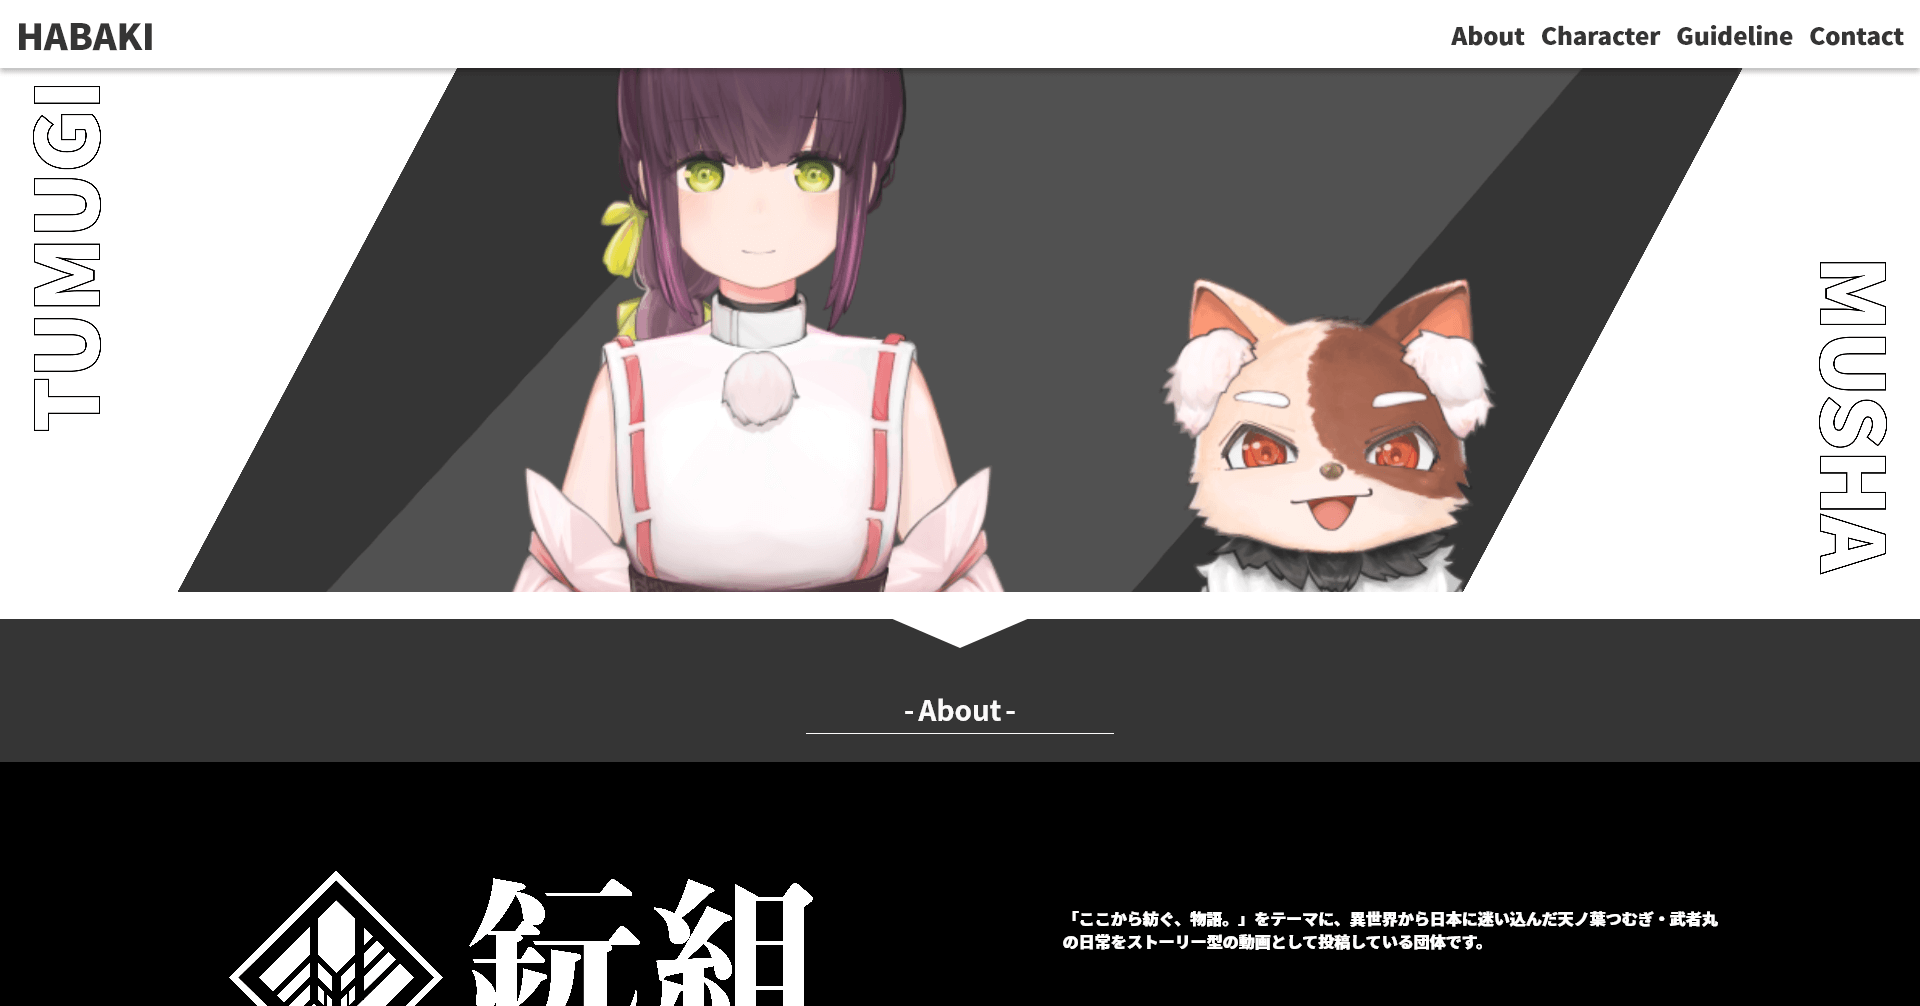 HABAKI
About Character Guideline Contact
TUMUGI
MUSHA
- About -
鈨組
「ここから紡ぐ、物語。」をテーマに、異世界から日本に迷い込んだ天ノ葉つむぎ・武者丸
の日常をストーリー型の動画として投稿している団体です。